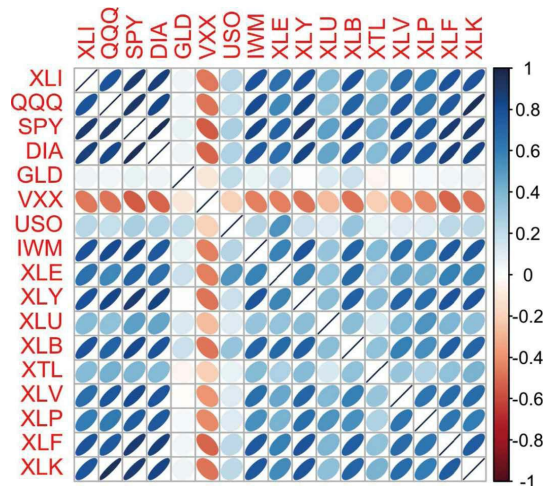 XLI QQQ SPY DIA GLD VXX USO IWM XLE XLY XLU XLB XTL XLV XLP XLF XLK
XLI
QQQ
SPY
DIA
GLD
VXX
USO
IWM
XLE
XLY
XLU
XLB
XTL
XLV
XLP
XLF
XLK
1
0.8
0.6
0.4
0.2
0
-0.2
-0.4
-0.6
-0.8
-1